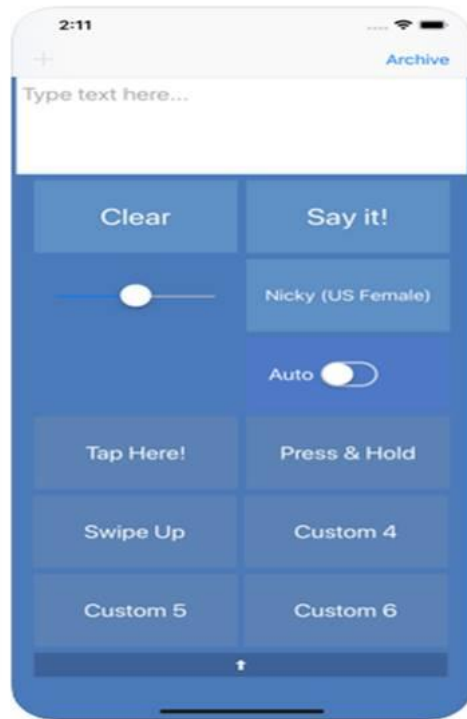 2:11
Archive
Type text here...
Clear Say it!
Nicky (US Female)
Auto
Tap Here! Press & Hold
Swipe Up Custom 4
Custom 5 Custom 6